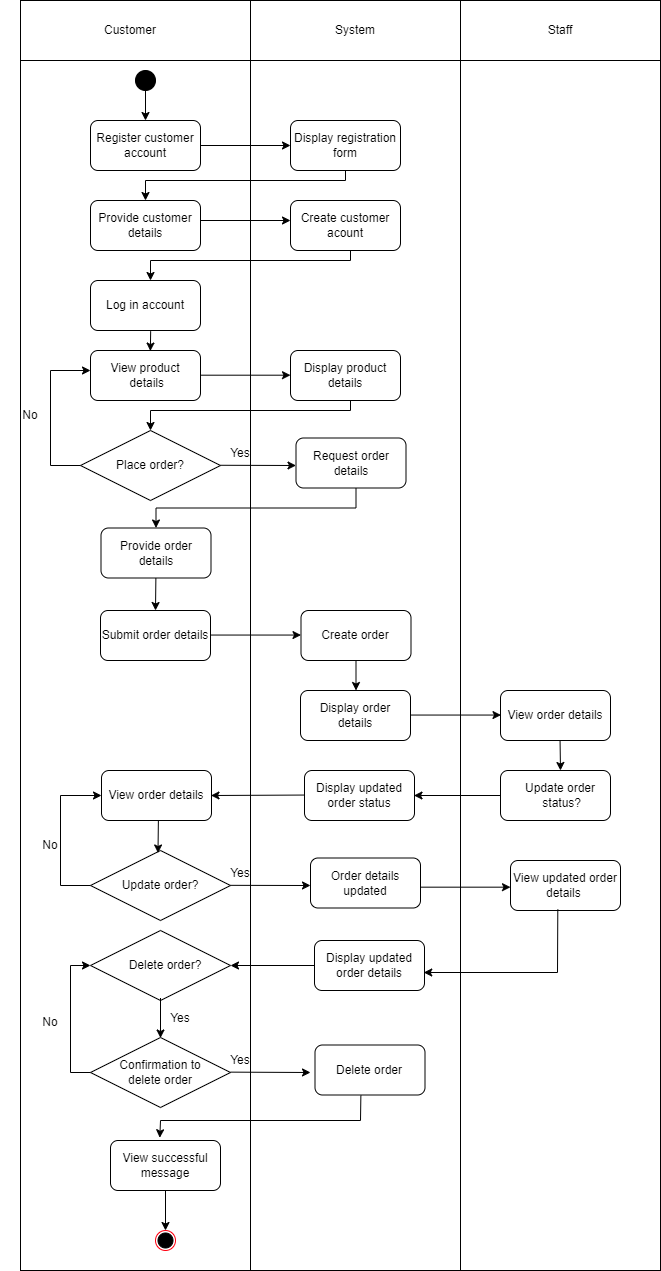 Customer
System
Staff
Register customer
account
Display registration
form
Provide customer
details
Create customer
acount
Log in account
View product
details
Display product
details
No
Place order?
Yes
Request order
details
Provide order
details
Submit order details
Create order
Display order
details
View order details
View order details
Display updated
order status
Update order
status?
No
Update order?
Yes
Order details
updated
View updated order
details
Delete order?
Display updated
order details
Yes
No
Confirmation to
delete order
Yes
Delete order
View successful
message